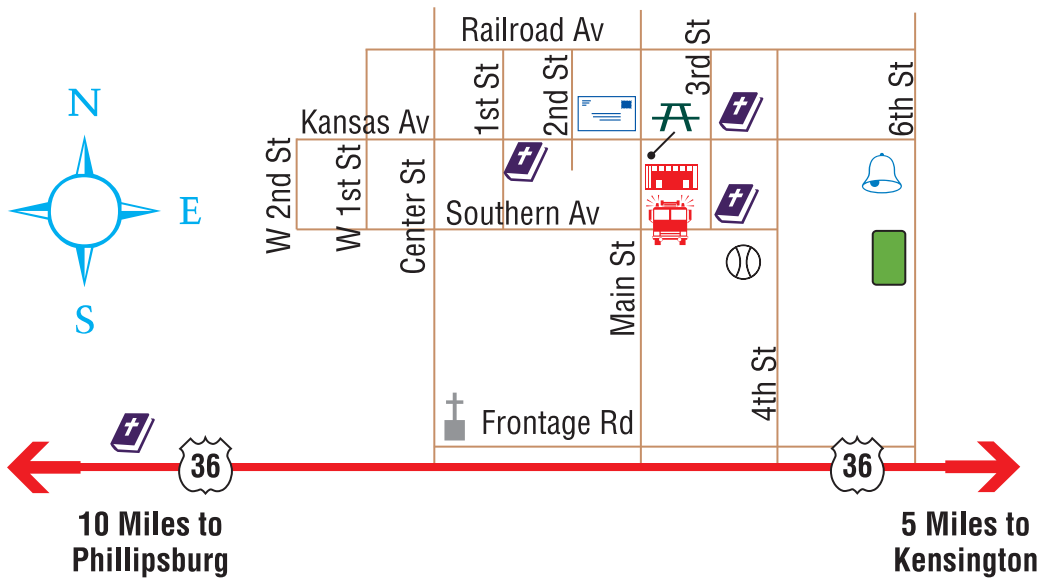 Railroad Av
N
1st St
2nd St
3rd St
6th St
Kansas Av
W 2nd St
W 1st St
Center St
E
Southern Av
S
Main St
4th St
Frontage Rd
36
36
10 Miles to
Phillipsburg
5 Miles to
Kensington